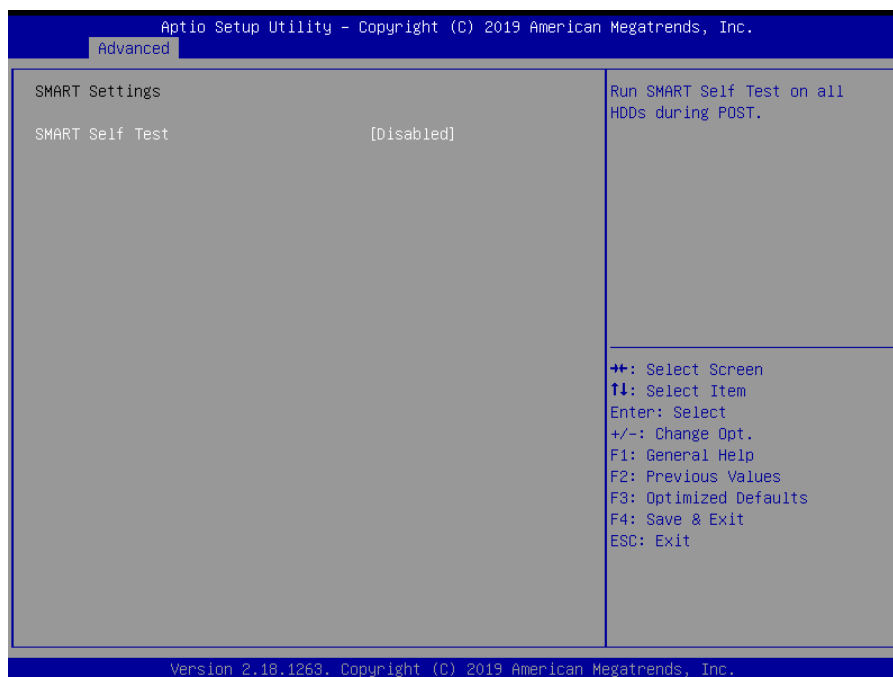 Aptio Setup Utility – Copyright (C) 2019 American Megatrends, Inc.
Advanced
SMART Settings
SMART Self Test [Disabled]
Run SMART Self Test on all
HDDs during POST.
→←: Select Screen
↑↓: Select Item
Enter: Select
+/-: Change Opt.
F1: General Help
F2: Previous Values
F3: Optimized Defaults
F4: Save & Exit
ESC: Exit
Version 2.18.1263. Copyright (C) 2019 American Megatrends, Inc.